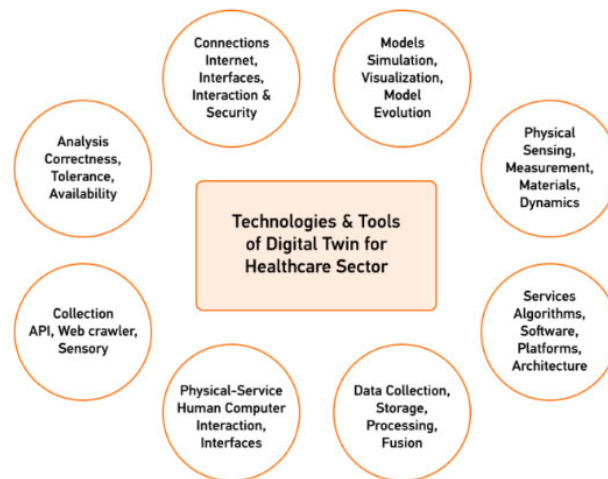 Connections
Internet,
Interfaces,
Interaction &
Security
Models
Simulation,
Visualization,
Model
Evolution
Analysis
Correctness,
Tolerance,
Availability
Physical
Sensing,
Measurement,
Materials,
Dynamics
Technologies & Tools
of Digital Twin for
Healthcare Sector
Collection
API, Web crawler,
Sensory
Services
Algorithms,
Software,
Platforms,
Architecture
Physical-Service
Human Computer
Interaction,
Interfaces
Data Collection,
Storage,
Processing,
Fusion